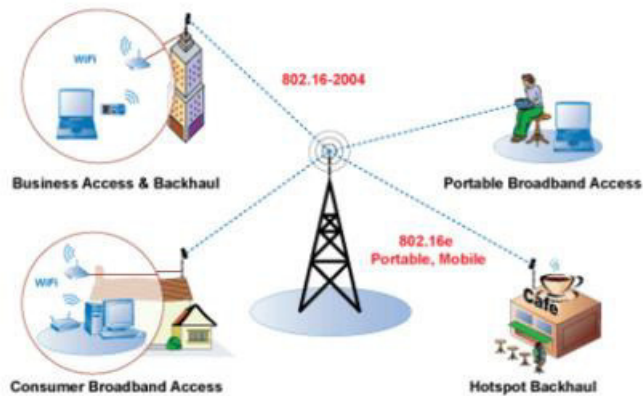 WiFi
802.16-2004
Business Access & Backhaul
Portable Broadband Access
802.16e
Portable, Mobile
WiFi
Cafe
Consumer Broadband Access
Hotspot Backhaul